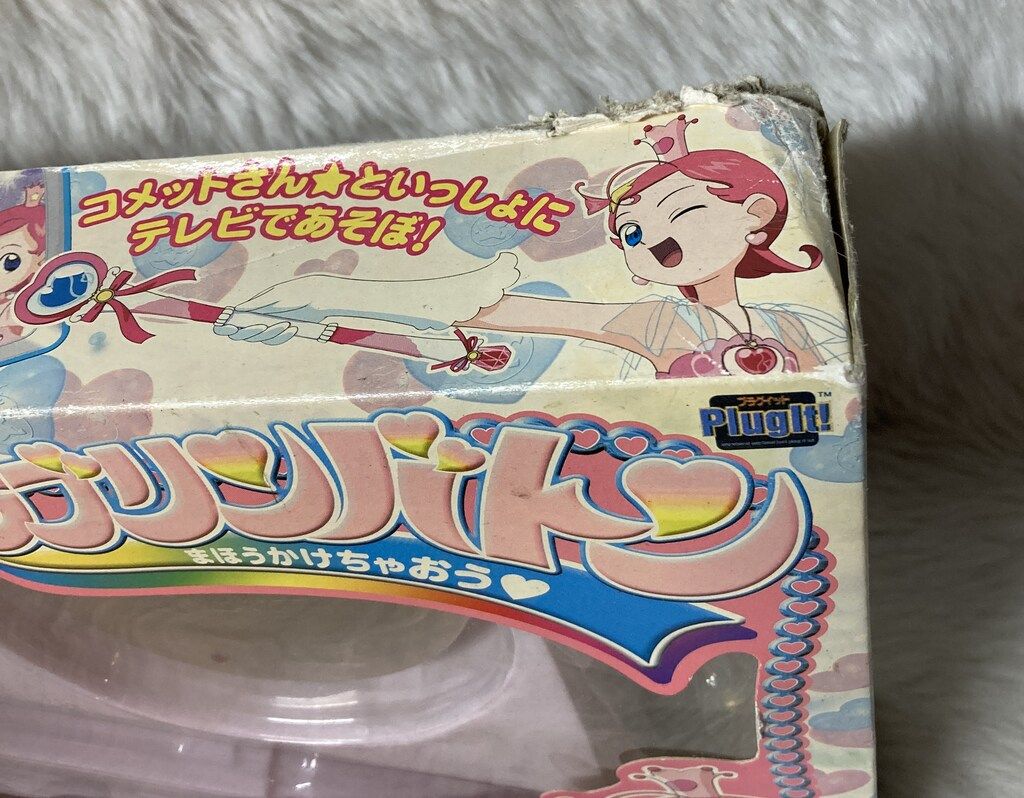 コメットさん★といっしょに
テレビであそぼ!
プラグイット
PlugIt!™
ゴリンバトン
まほうかけちゃおう♡